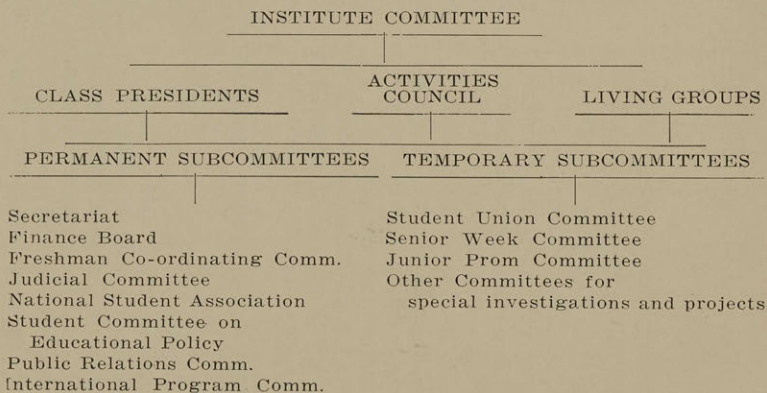 INSTITUTE COMMITTEE
CLASS PRESIDENTS
ACTIVITIES
COUNCIL
LIVING GROUPS
PERMANENT SUBCOMMITTEES
TEMPORARY SUBCOMMITTEES
Secretariat
Finance Board
Freshman Co-ordinating Comm.
Judicial Committee
National Student Association
Student Committee on
Educational Policy
Public Relations Comm.
International Program Comm.
Student Union Committee
Senior Week Committee
Junior Prom Committee
Other Committees for
special investigations and projects